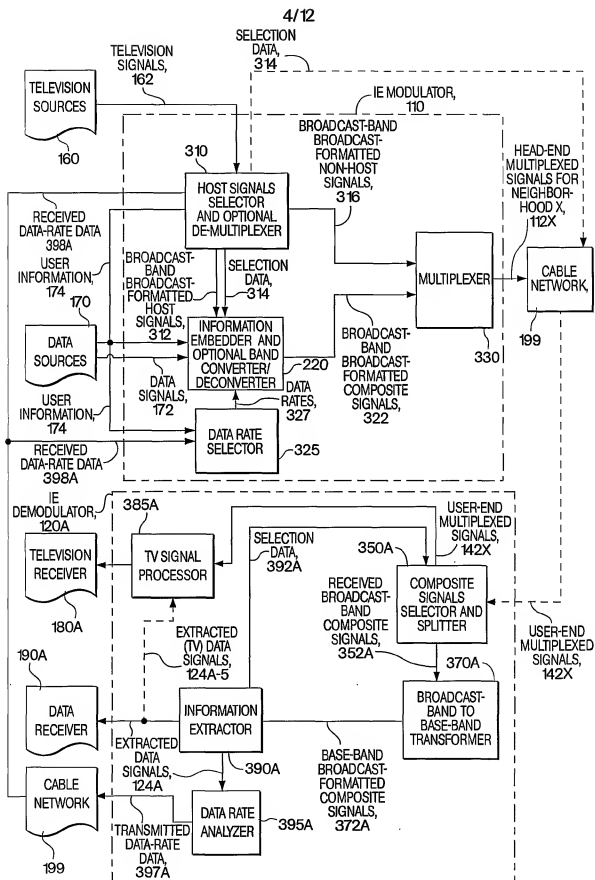 4/12
SELECTION
DATA,
314
TELEVISION
SIGNALS,
162
TELEVISION
SOURCES
160
IE MODULATOR,
110
310
HOST SIGNALS
SELECTOR
AND OPTIONAL
DE-MULTIPLEXER
BROADCAST-BAND
BROADCAST-
FORMATTED
NON-HOST
SIGNALS,
316
HEAD-END
MULTIPLEXED
SIGNALS FOR
NEIGHBOR-
HOOD X,
112X
RECEIVED
DATA-RATE DATA
398A
USER
INFORMATION,
174
BROADCAST-
BAND
BROADCAST-
FORMATTED
HOST
SIGNALS,
312
SELECTION
DATA,
314
MULTIPLEXER
330
CABLE
NETWORK,
199
170
DATA
SOURCES
DATA
SIGNALS,
172
INFORMATION
EMBEDDER AND
OPTIONAL BAND
CONVERTER/
DECONVERTER
220
BROADCAST-
BAND
BROADCAST-
FORMATTED
COMPOSITE
SIGNALS,
322
DATA
RATES,
327
USER
INFORMATION,
174
DATA RATE
SELECTOR
325
RECEIVED
DATA-RATE DATA
398A
IE
DEMODULATOR,
120A
385A
TELEVISION
RECEIVER
180A
TV SIGNAL
PROCESSOR
SELECTION
DATA,
392A
350A
USER-END
MULTIPLEXED
SIGNALS,
142X
COMPOSITE
SIGNALS
SELECTOR AND
SPLITTER
RECEIVED
BROADCAST-
BAND
COMPOSITE
SIGNALS,
352A
USER-END
MULTIPLEXED
SIGNALS,
142X
EXTRACTED
(TV) DATA
SIGNALS,
124A-5
190A
DATA
RECEIVER
INFORMATION
EXTRACTOR
390A
370A
BROADCAST-
BAND TO
BASE-BAND
TRANSFORMER
EXTRACTED
DATA
SIGNALS,
124A
BASE-BAND
BROADCAST-
FORMATTED
COMPOSITE
SIGNALS,
372A
CABLE
NETWORK
199
DATA RATE
ANALYZER
395A
TRANSMITTED
DATA-RATE
DATA,
397A